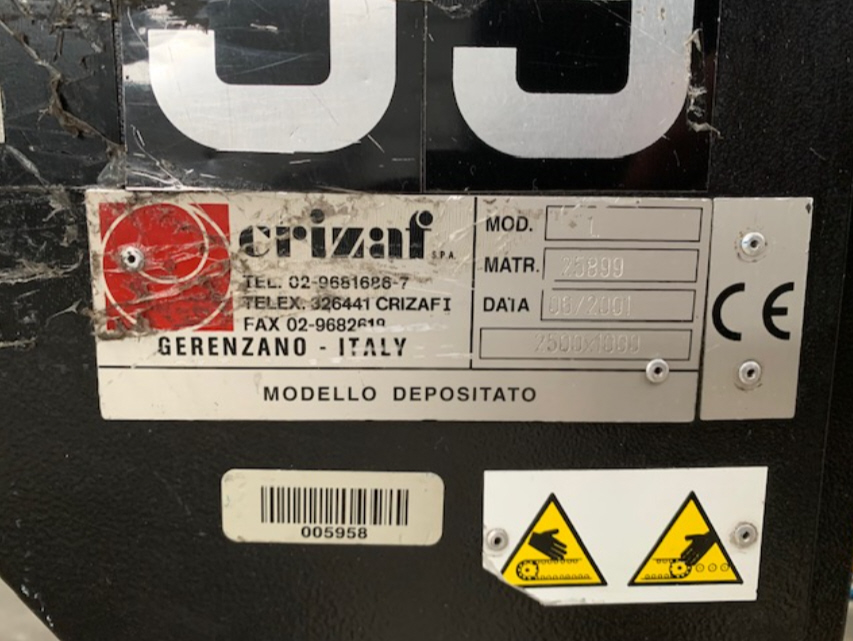 crizaf S.P.A.
TEL. 02-9681686-7
TELEX. 326441 CRIZAFI
FAX 02-9682619
GERENZANO - ITALY
MOD. L
MATR. 25899
DATA 06/2001
2500x1000
MODELLO DEPOSITATO
CE
005958